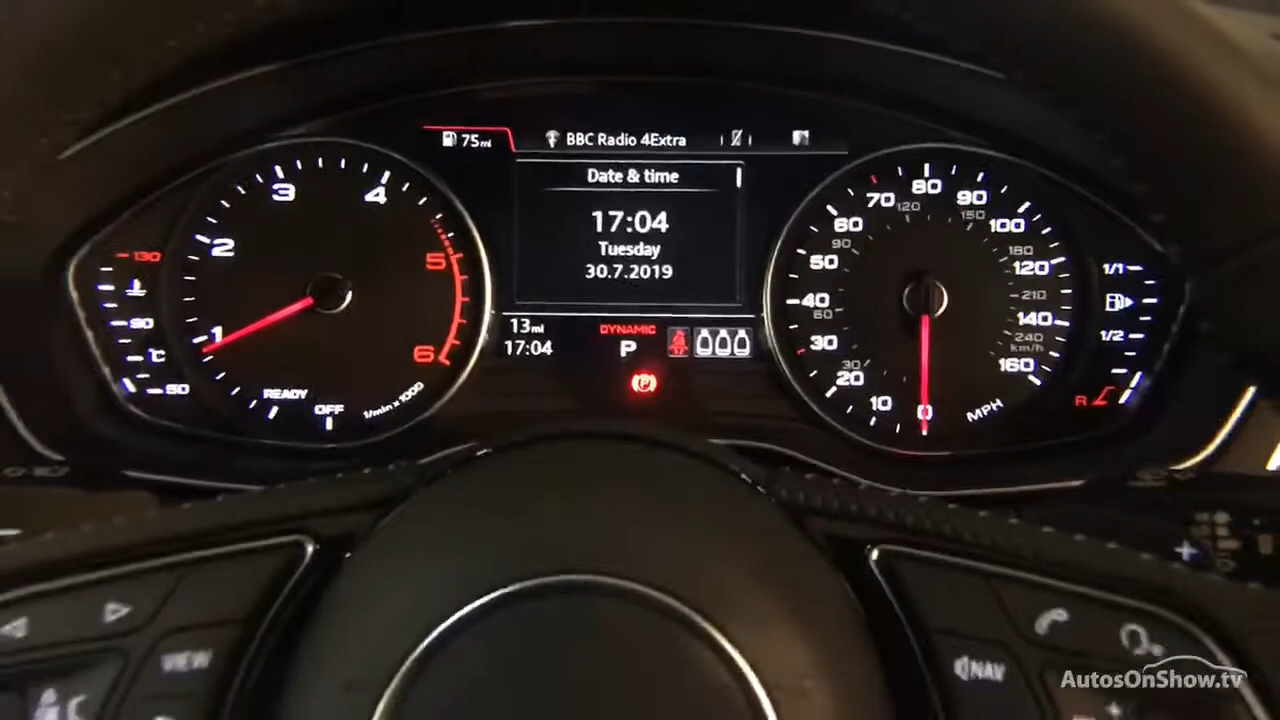 75mi
BBC Radio 4Extra
Date & time
17:04
Tuesday
30.7.2019
13mi
17:04
DYNAMIC
P
(P)
1
2
3
4
5
6
READY
OFF
1/min x 1000
130
90
°C
50
0
10
20
30
40
50
60
70
80
90
100
120
140
160
MPH
30
60
90
120
150
180
210
240
km/h
1/1
1/2
R
VIEW
NAV
AutosOnShow.tv